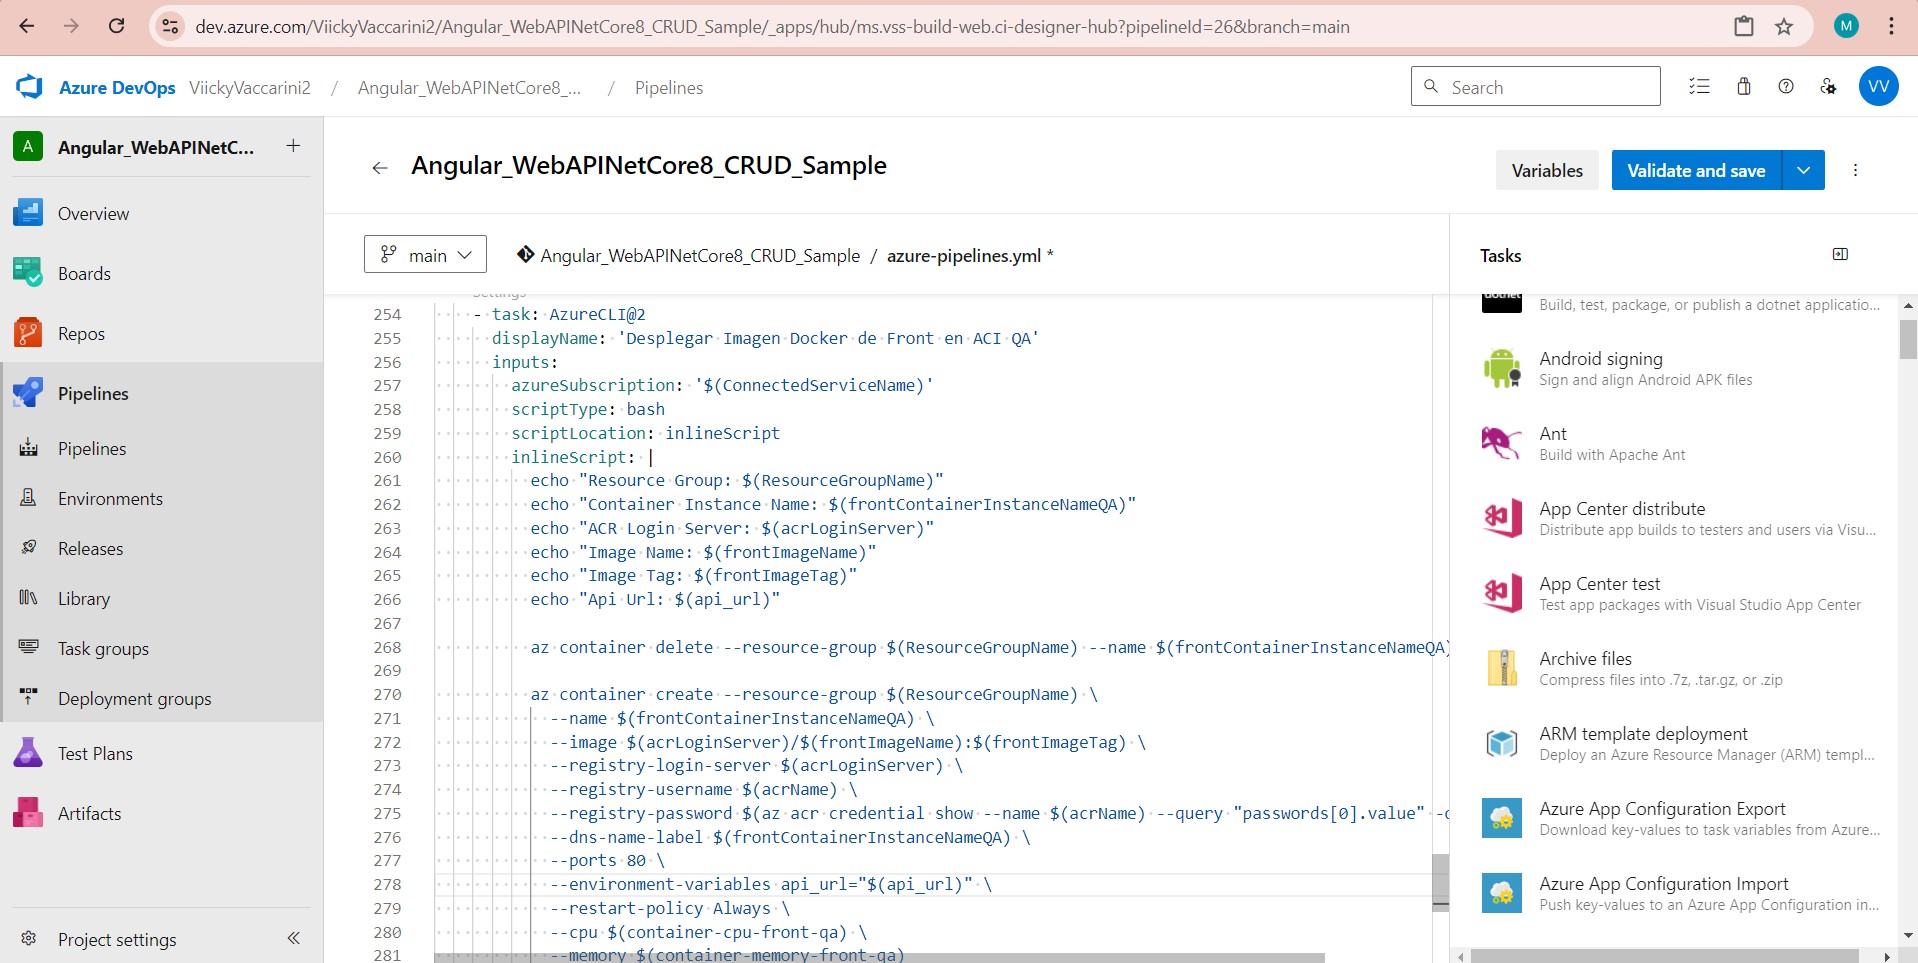 dev.azure.com/ViickyVaccarini2/Angular_WebAPINetCore8_CRUD_Sample/_apps/hub/ms.vss-build-web.ci-designer-hub?pipelineId=26&branch=main
M
Azure DevOps ViickyVaccarini2 / Angular_WebAPINetCore8_... / Pipelines
Search
VV
A Angular_WebAPINetC... +
Overview
Boards
Repos
Pipelines
Pipelines
Environments
Releases
Library
Task groups
Deployment groups
Test Plans
Artifacts
Project settings
Angular_WebAPINetCore8_CRUD_Sample
Variables
Validate and save
main
Angular_WebAPINetCore8_CRUD_Sample / azure-pipelines.yml *
Settings
254 - task: AzureCLI@2
255 displayName: 'Desplegar Imagen Docker de Front en ACI QA'
256 inputs:
257 azureSubscription: '$(ConnectedServiceName)'
258 scriptType: bash
259 scriptLocation: inlineScript
260 inlineScript: |
261 echo "Resource Group: $(ResourceGroupName)"
262 echo "Container Instance Name: $(frontContainerInstanceNameQA)"
263 echo "ACR Login Server: $(acrLoginServer)"
264 echo "Image Name: $(frontImageName)"
265 echo "Image Tag: $(frontImageTag)"
266 echo "Api Url: $(api_url)"
267
268 az container delete --resource-group $(ResourceGroupName) --name $(frontContainerInstanceNameQA)
269
270 az container create --resource-group $(ResourceGroupName) \
271 --name $(frontContainerInstanceNameQA) \
272 --image $(acrLoginServer)/$(frontImageName):$(frontImageTag) \
273 --registry-login-server $(acrLoginServer) \
274 --registry-username $(acrName) \
275 --registry-password $(az acr credential show --name $(acrName) --query "passwords[0].value" -
276 --dns-name-label $(frontContainerInstanceNameQA) \
277 --ports 80 \
278 --environment-variables api_url="$(api_url)" \
279 --restart-policy Always \
280 --cpu $(container-cpu-front-qa) \
281 --memory $(container-memory-front-qa)
Tasks
dotnet
Build, test, package, or publish a dotnet applicatio...
Android signing
Sign and align Android APK files
Ant
Build with Apache Ant
App Center distribute
Distribute app builds to testers and users via Visu...
App Center test
Test app packages with Visual Studio App Center
Archive files
Compress files into .7z, .tar.gz, or .zip
ARM template deployment
Deploy an Azure Resource Manager (ARM) templ...
Azure App Configuration Export
Download key-values to task variables from Azure...
Azure App Configuration Import
Push key-values to an Azure App Configuration in...